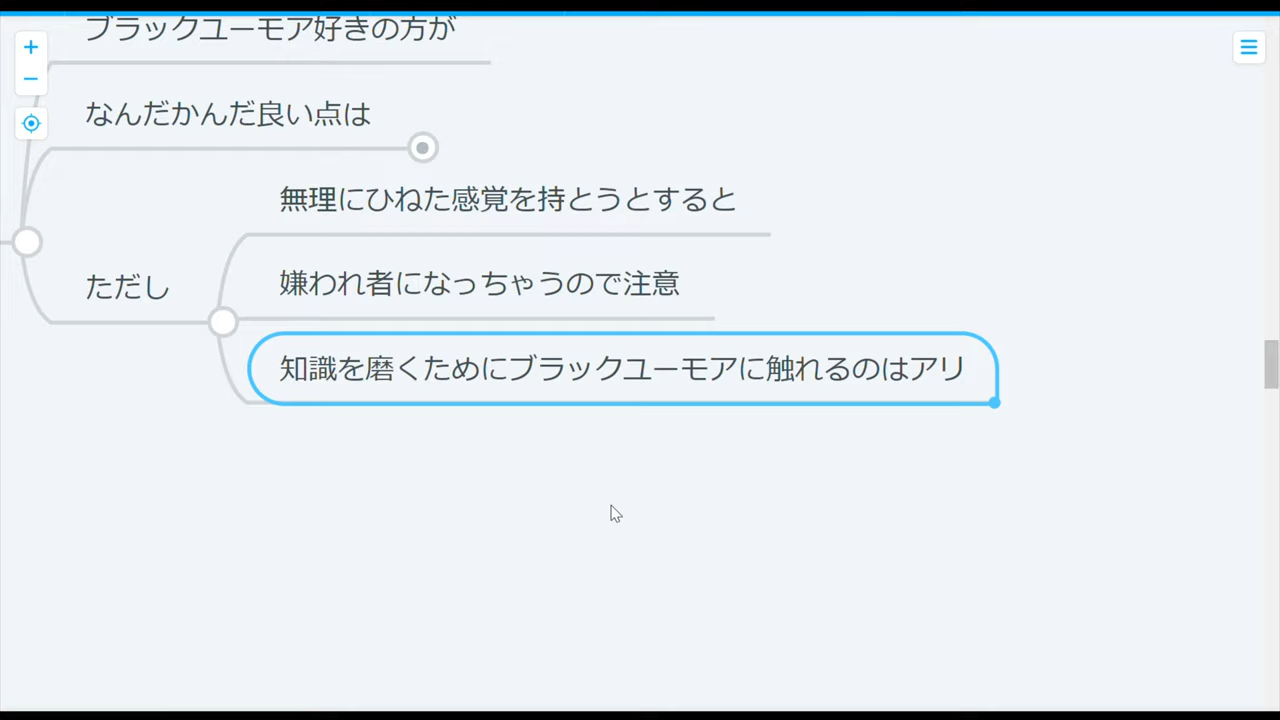 ブラックユーモア好きの方が
なんだかんだ良い点は
無理にひねた感覚を持とうとすると
ただし
嫌われ者になっちゃうので注意
知識を磨くためにブラックユーモアに触れるのはアリ